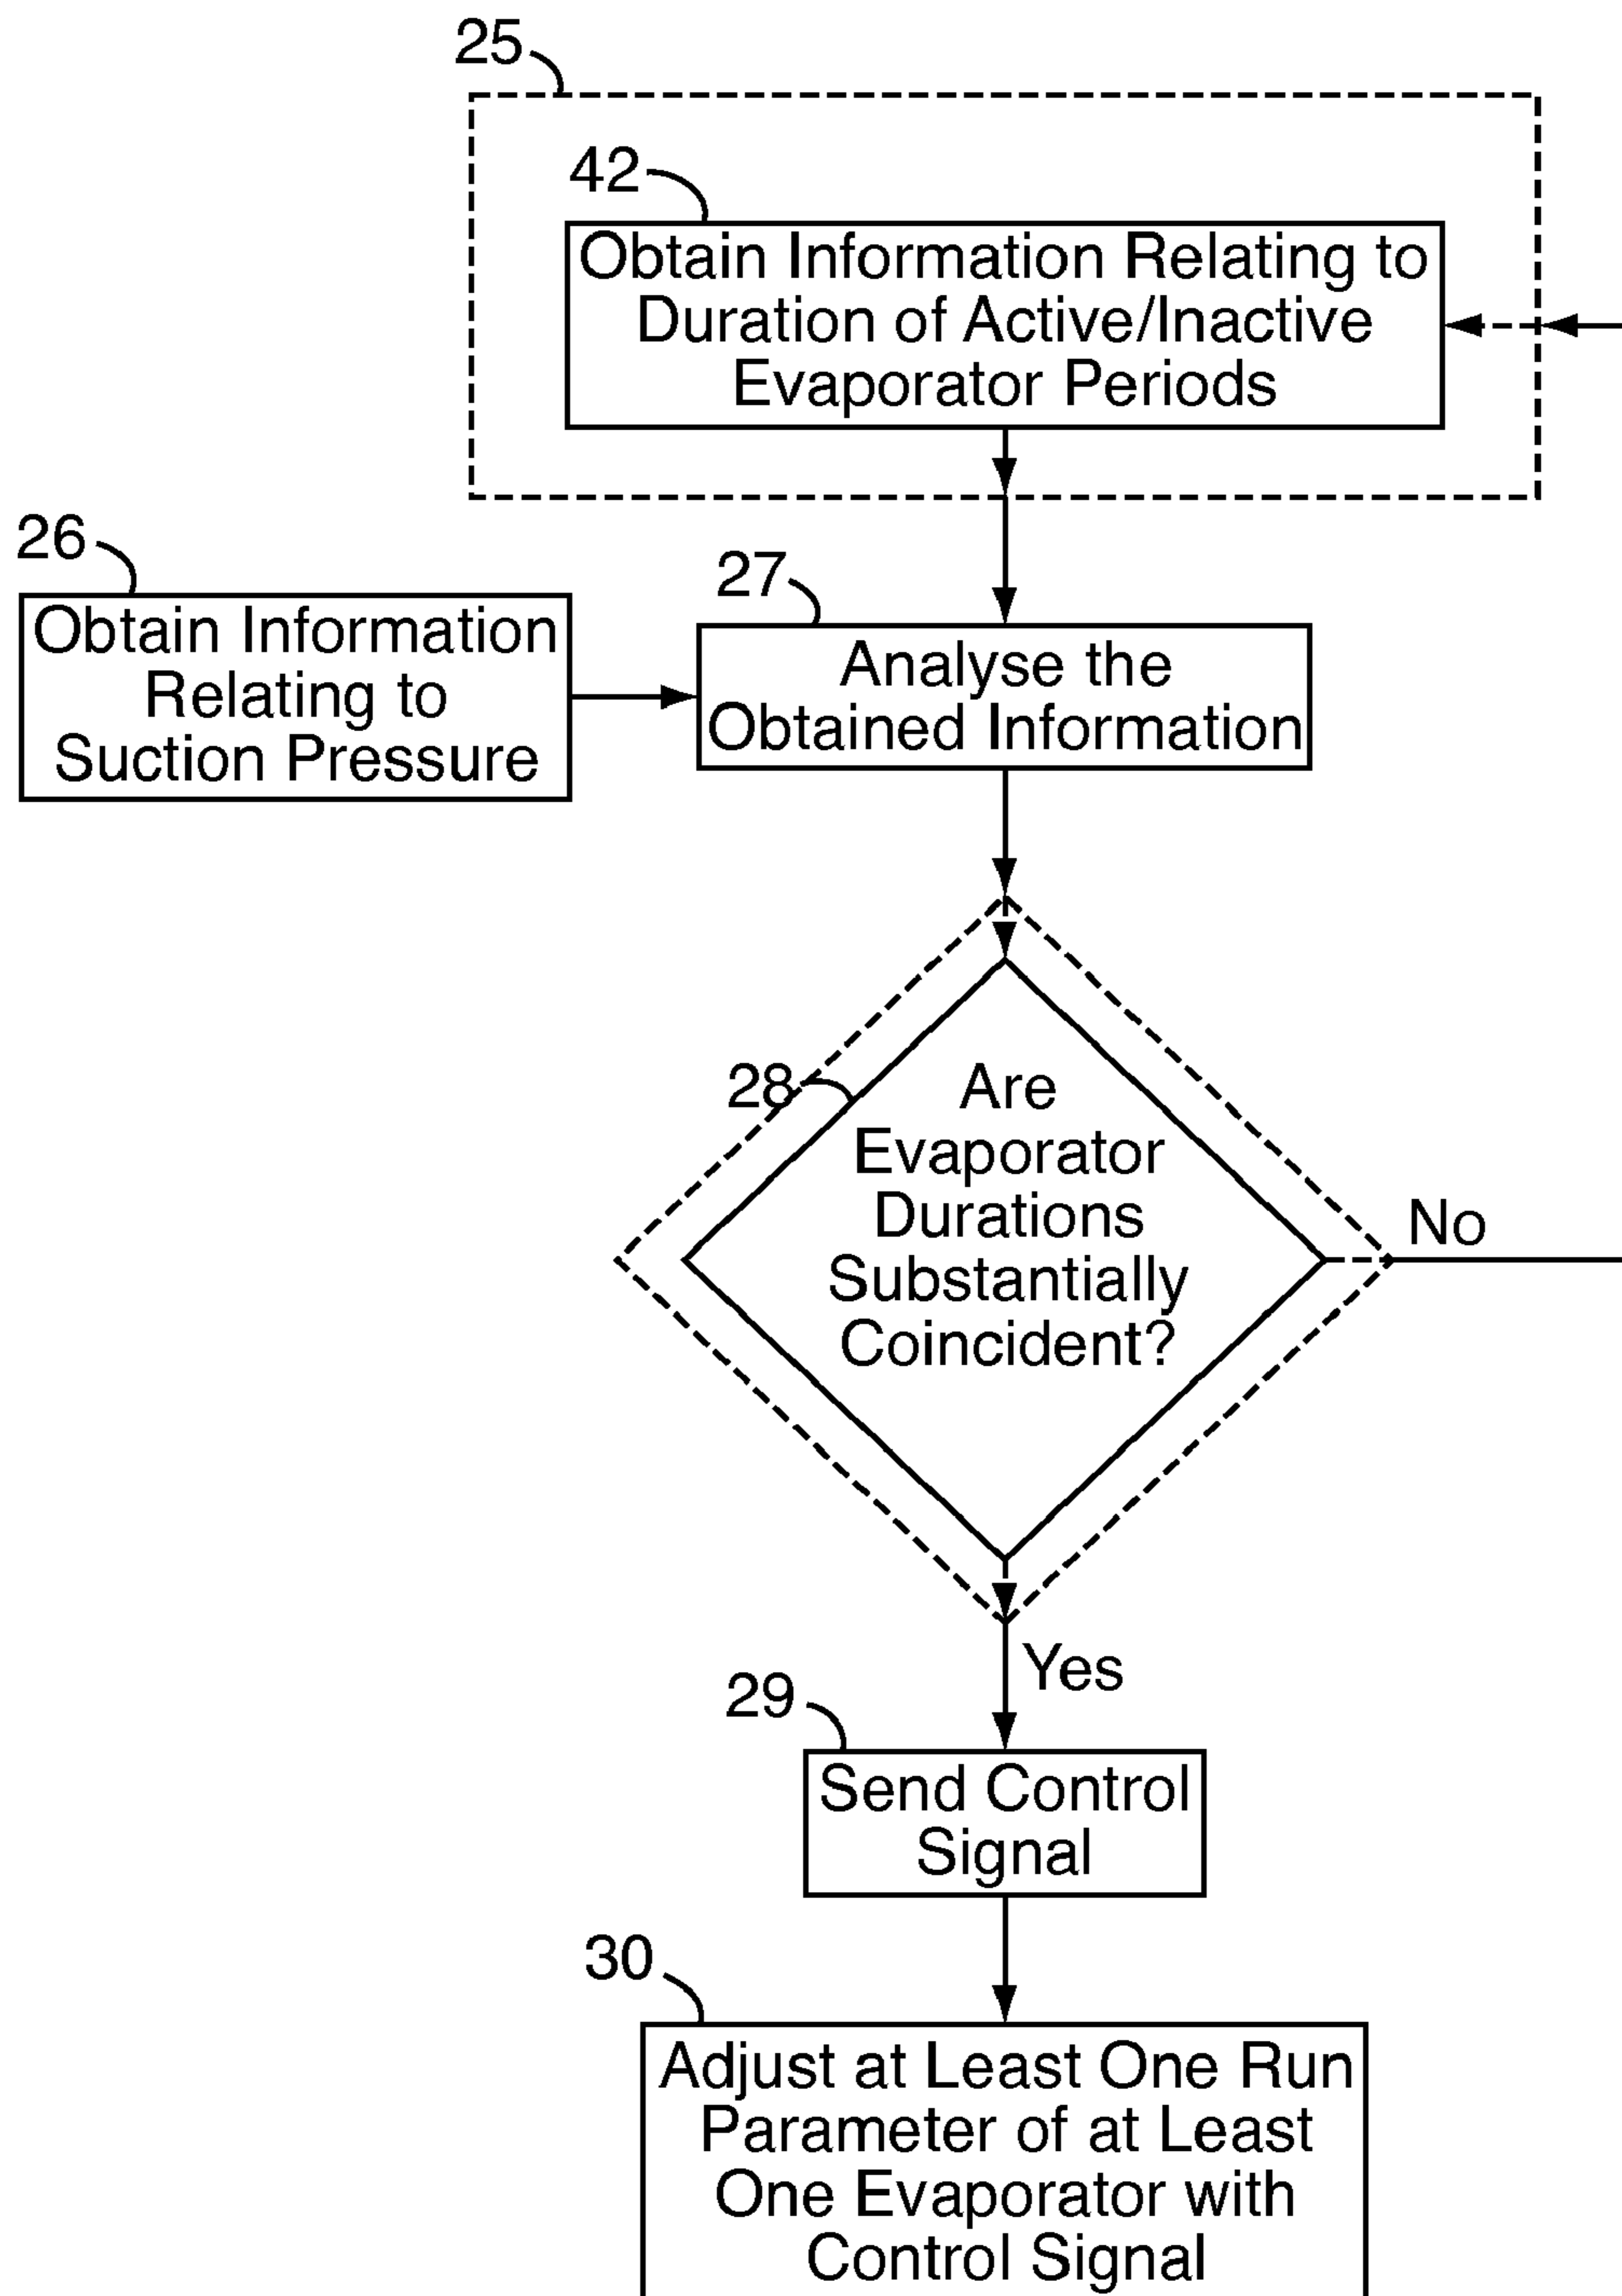 25
42
Obtain Information Relating to
Duration of Active/Inactive
Evaporator Periods
26
Obtain Information
Relating to
Suction Pressure
27
Analyse the
Obtained Information
28
Are
Evaporator
Durations
Substantially
Coincident?
No
Yes
29
Send Control
Signal
30
Adjust at Least One Run
Parameter of at Least
One Evaporator with
Control Signal